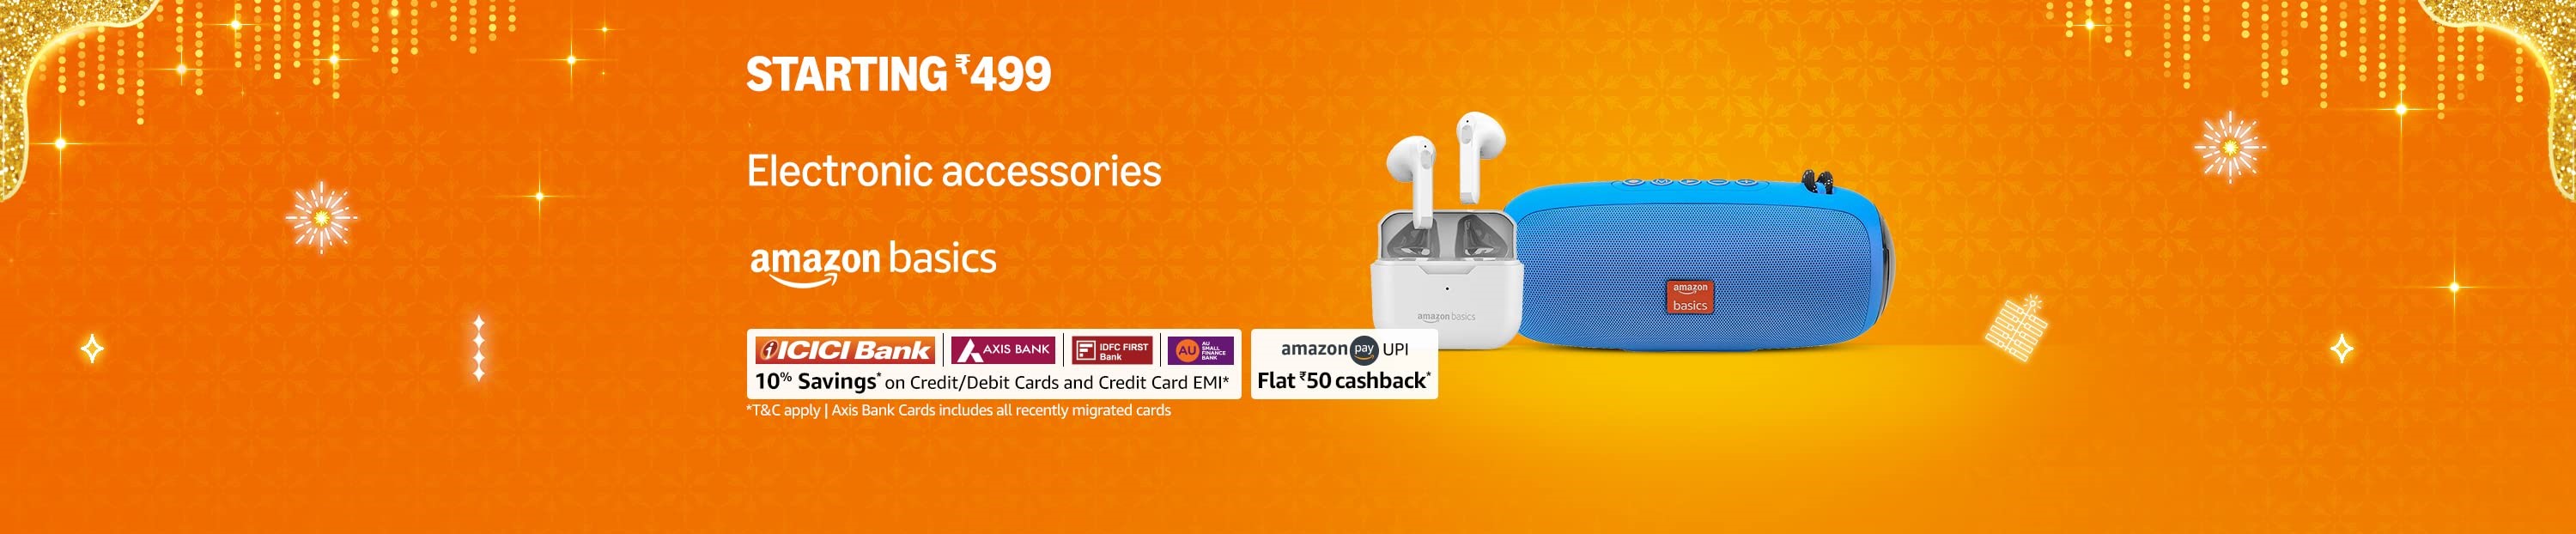 STARTING ₹499
Electronic accessories
amazon basics
ICICI Bank AXIS BANK IDFC FIRST Bank AU AU SMALL FINANCE BANK
10% Savings* on Credit/Debit Cards and Credit Card EMI*
amazon pay UPI
Flat ₹50 cashback*
*T&C apply | Axis Bank Cards includes all recently migrated cards
amazon basics
amazon
basics